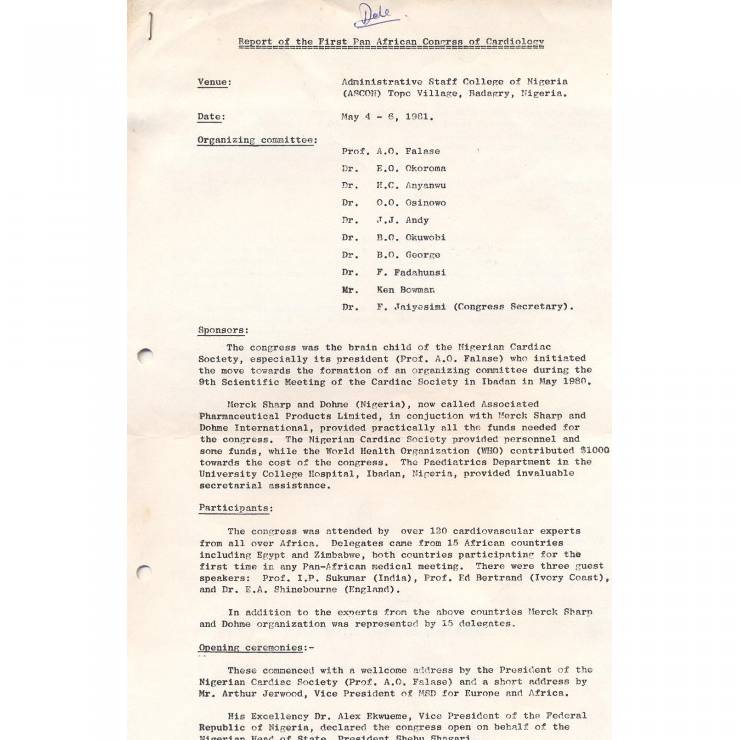 Dele
Report of the First Pan African Congrss of Cardiology
Venue: Administrative Staff College of Nigeria
(ASCON) Topo Village, Badagry, Nigeria.
Date: May 4 - 6, 1981.
Organizing committee:
Prof. A.O. Falase
Dr. E.O. Okoroma
Dr. H.C. Anyanwu
Dr. O.O. Osinowo
Dr. J.J. Andy
Dr. B.O. Okuwobi
Dr. B.O. George
Dr. F. Fadahunsi
Mr. Ken Bowman
Dr. F. Jaiyesimi (Congress Secretary).
Sponsors:
The congress was the brain child of the Nigerian Cardiac
Society, especially its president (Prof. A.O. Falase) who initiated
the move towards the formation of an organizing committee during the
9th Scientific Meeting of the Cardiac Society in Ibadan in May 1980.
Merck Sharp and Dohme (Nigeria), now called Associated
Pharmaceutical Products Limited, in conjuction with Merck Sharp and
Dohme International, provided practically all the funds needed for
the congress. The Nigerian Cardiac Society provided personnel and
some funds, while the World Health Organization (WHO) contributed $1000
towards the cost of the congress. The Paediatrics Department in the
University College Hospital, Ibadan, Nigeria, provided invaluable
secretarial assistance.
Participants:
The congress was attended by over 120 cardiovascular experts
from all over Africa. Delegates came from 15 African countries
including Egypt and Zimbabwe, both countries participating for the
first time in any Pan-African medical meeting. There were three guest
speakers: Prof. I.P. Sukumar (India), Prof. Ed Bertrand (Ivory Coast),
and Dr. E.A. Shinebourne (England).
In addition to the experts from the above countries Merck Sharp
and Dohme organization was represented by 15 delegates.
Opening ceremonies:-
These commenced with a wellcome address by the President of the
Nigerian Cardiac Society (Prof. A.O. Falase) and a short address by
Mr. Arthur Jerwood, Vice President of MSD for Europe and Africa.
His Excellency Dr. Alex Ekwueme, Vice President of the Federal
Republic of Nigeria, declared the congress open on behalf of the
Nigerian Head of State, President Shehu Shagari.